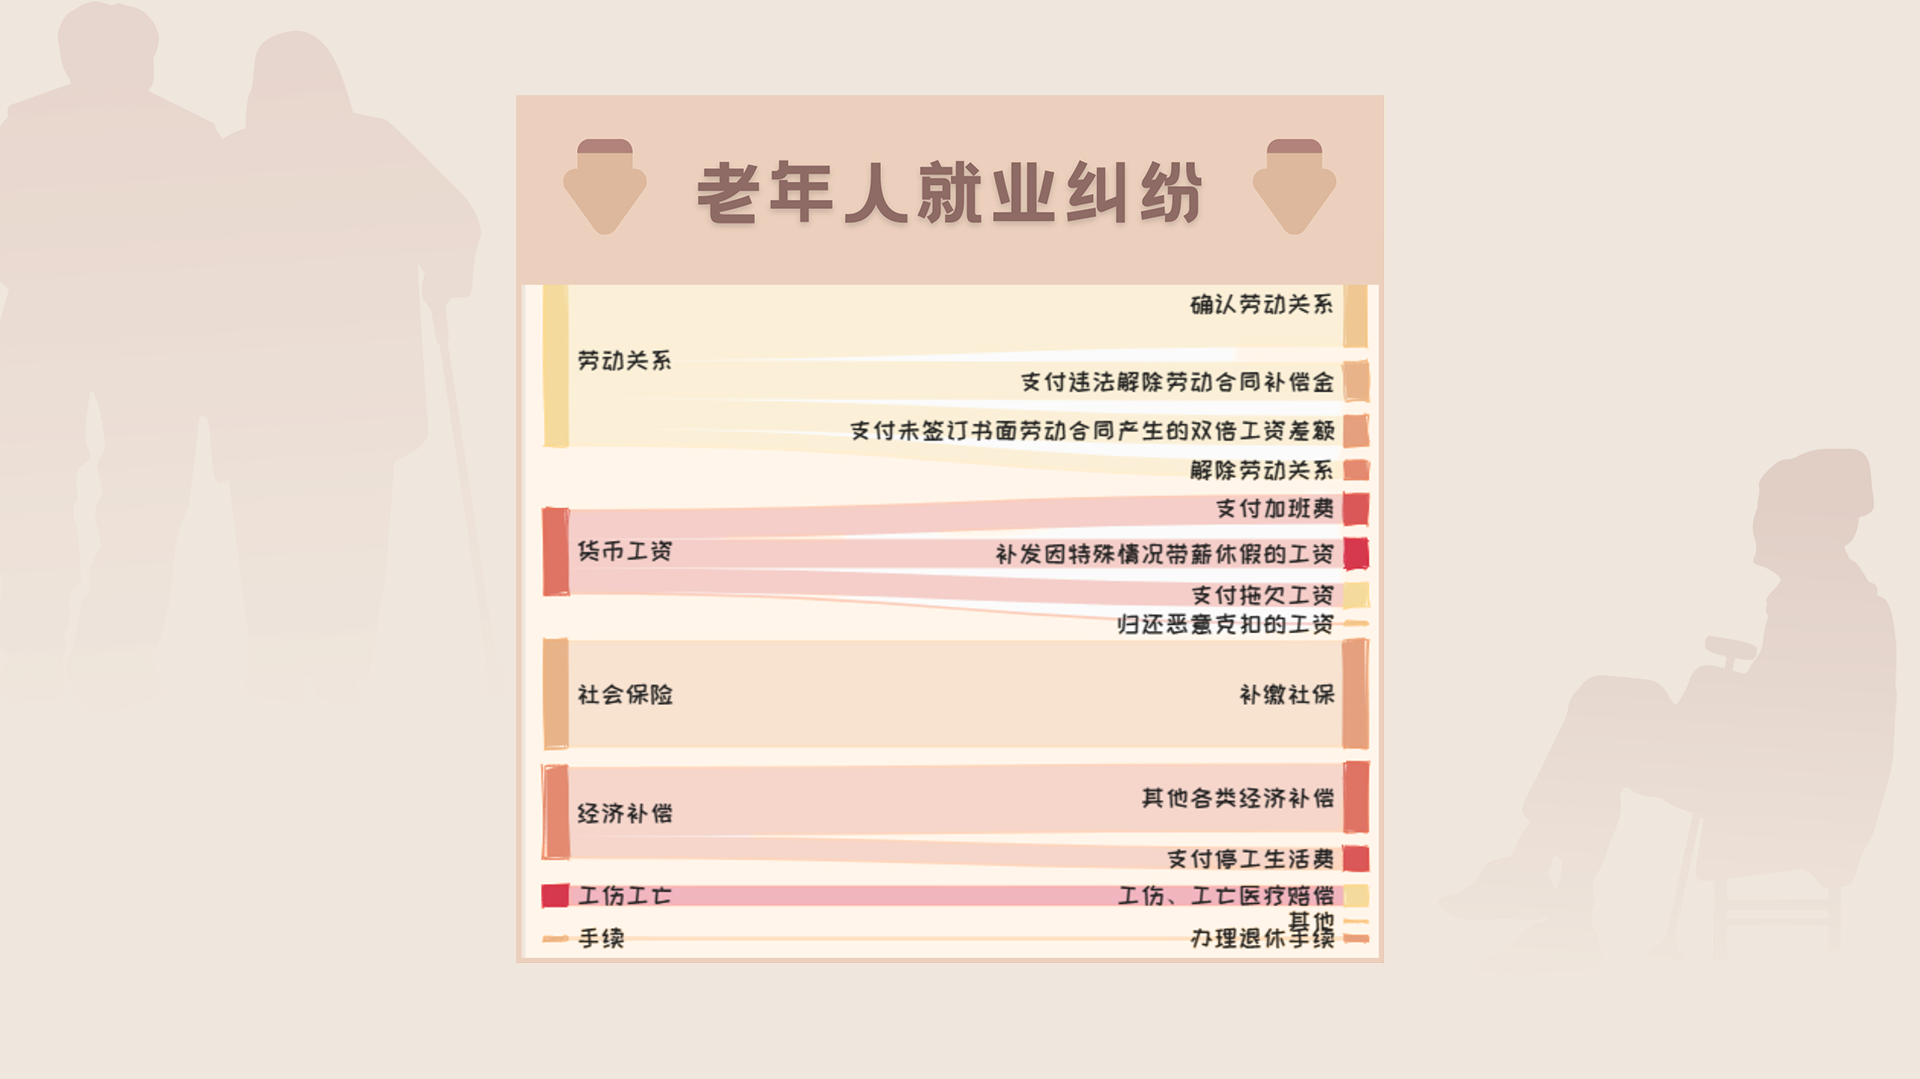 老年人就业纠纷
确认劳动关系
劳动关系
支付违法解除劳动合同补偿金
支付未签订书面劳动合同产生的双倍工资差额
解除劳动关系
支付加班费
货币工资
补发因特殊情况带薪休假的工资
支付拖欠工资
归还恶意克扣的工资
社会保险
补缴社保
其他各类经济补偿
经济补偿
支付停工生活费
工伤工亡
工伤、工亡医疗赔偿
其他
手续
办理退休手续